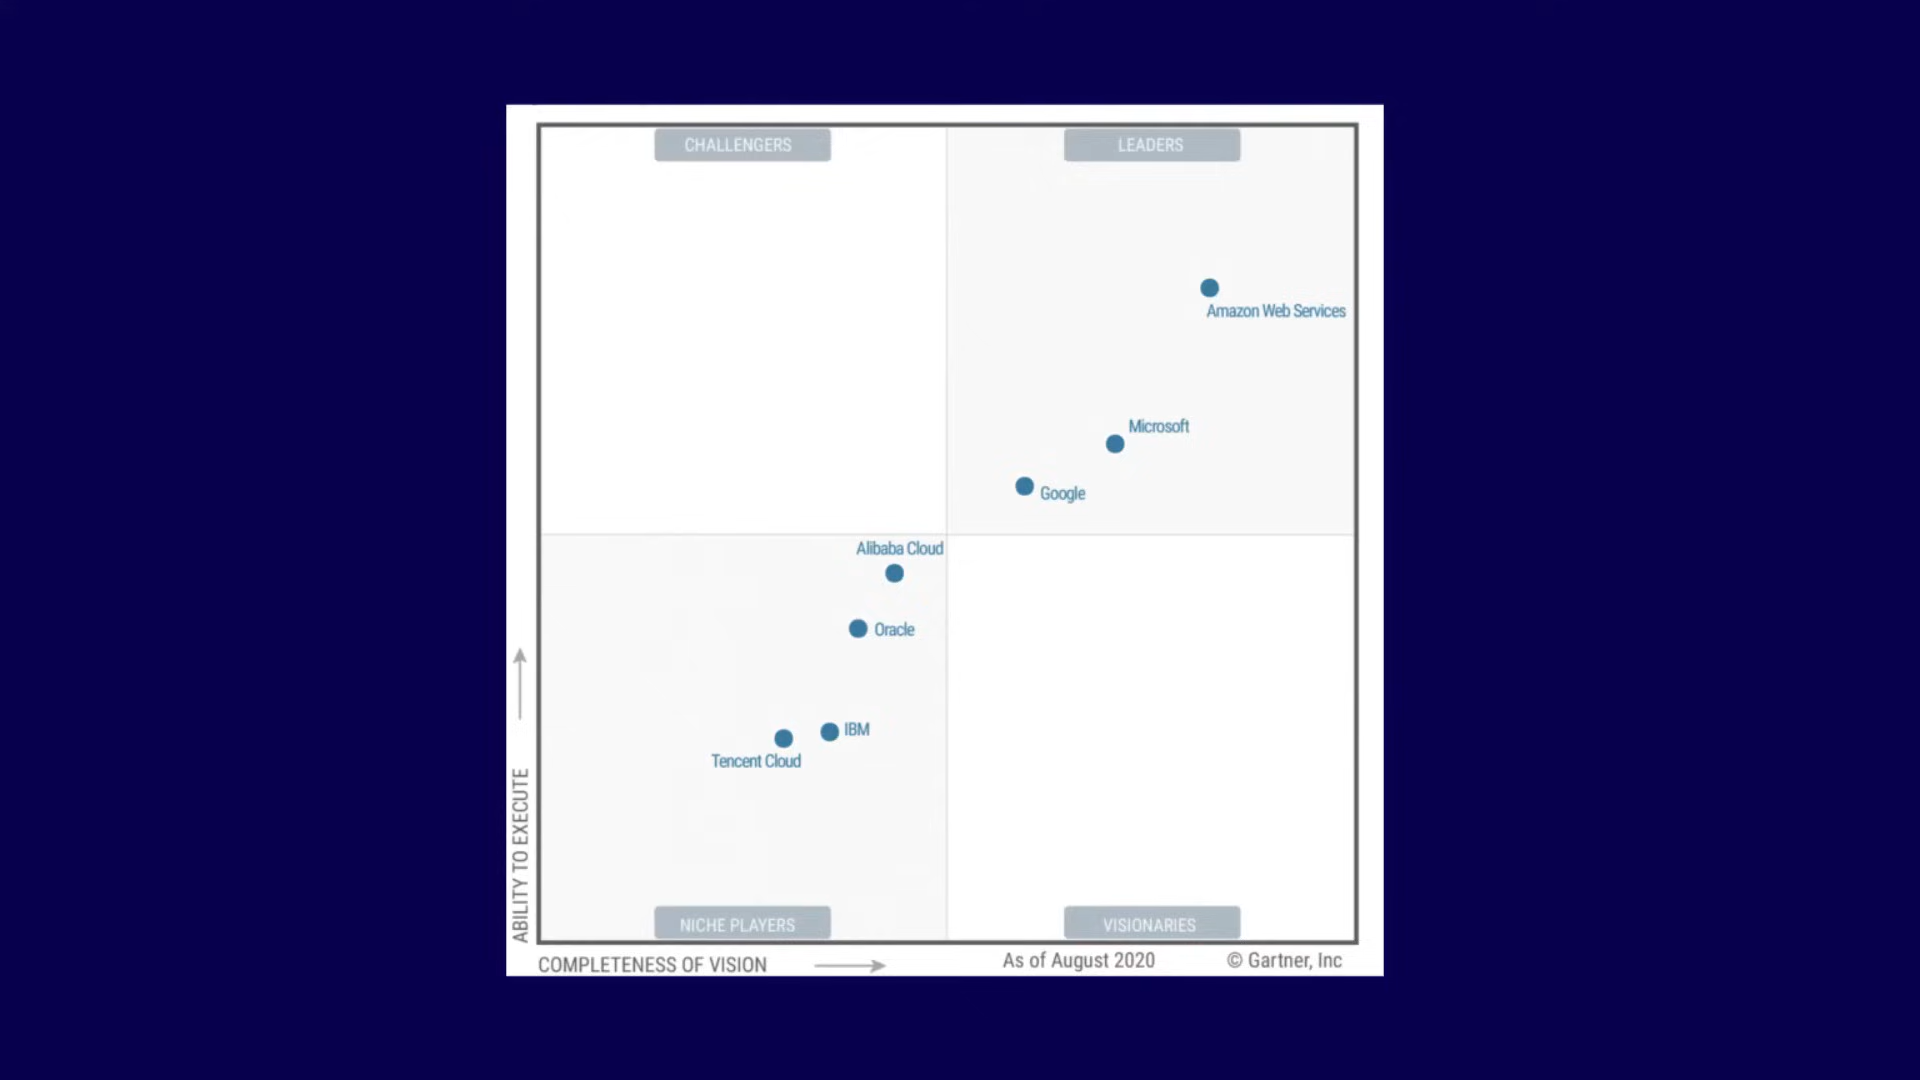 CHALLENGERS
LEADERS
Amazon Web Services
Microsoft
Google
Alibaba Cloud
Oracle
IBM
Tencent Cloud
ABILITY TO EXECUTE
NICHE PLAYERS
VISIONARIES
COMPLETENESS OF VISION
As of August 2020
© Gartner, Inc